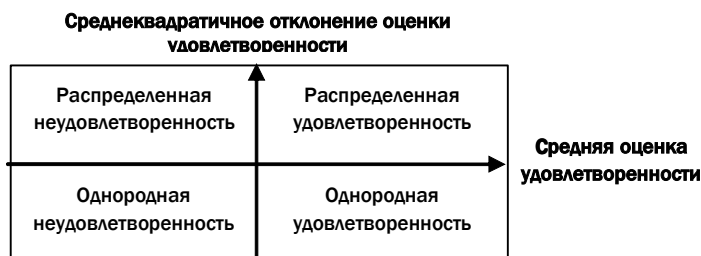 Среднеквадратичное отклонение оценки
удовлетворенности
Распределенная
неудовлетворенность
Распределенная
удовлетворенность
Средняя оценка
удовлетворенности
Однородная
неудовлетворенность
Однородная
удовлетворенность